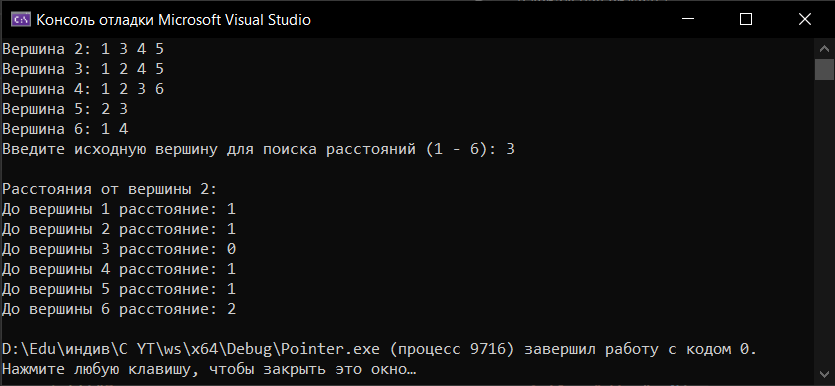 Консоль отладки Microsoft Visual Studio
Вершина 2: 1 3 4 5
Вершина 3: 1 2 4 5
Вершина 4: 1 2 3 6
Вершина 5: 2 3
Вершина 6: 1 4
Введите исходную вершину для поиска расстояний (1 - 6): 3
Расстояния от вершины 2:
До вершины 1 расстояние: 1
До вершины 2 расстояние: 1
До вершины 3 расстояние: 0
До вершины 4 расстояние: 1
До вершины 5 расстояние: 1
До вершины 6 расстояние: 2
D:\Edu\индив\C YT\ws\x64\Debug\Pointer.exe (процесс 9716) завершил работу с кодом 0.
Нажмите любую клавишу, чтобы закрыть это окно…